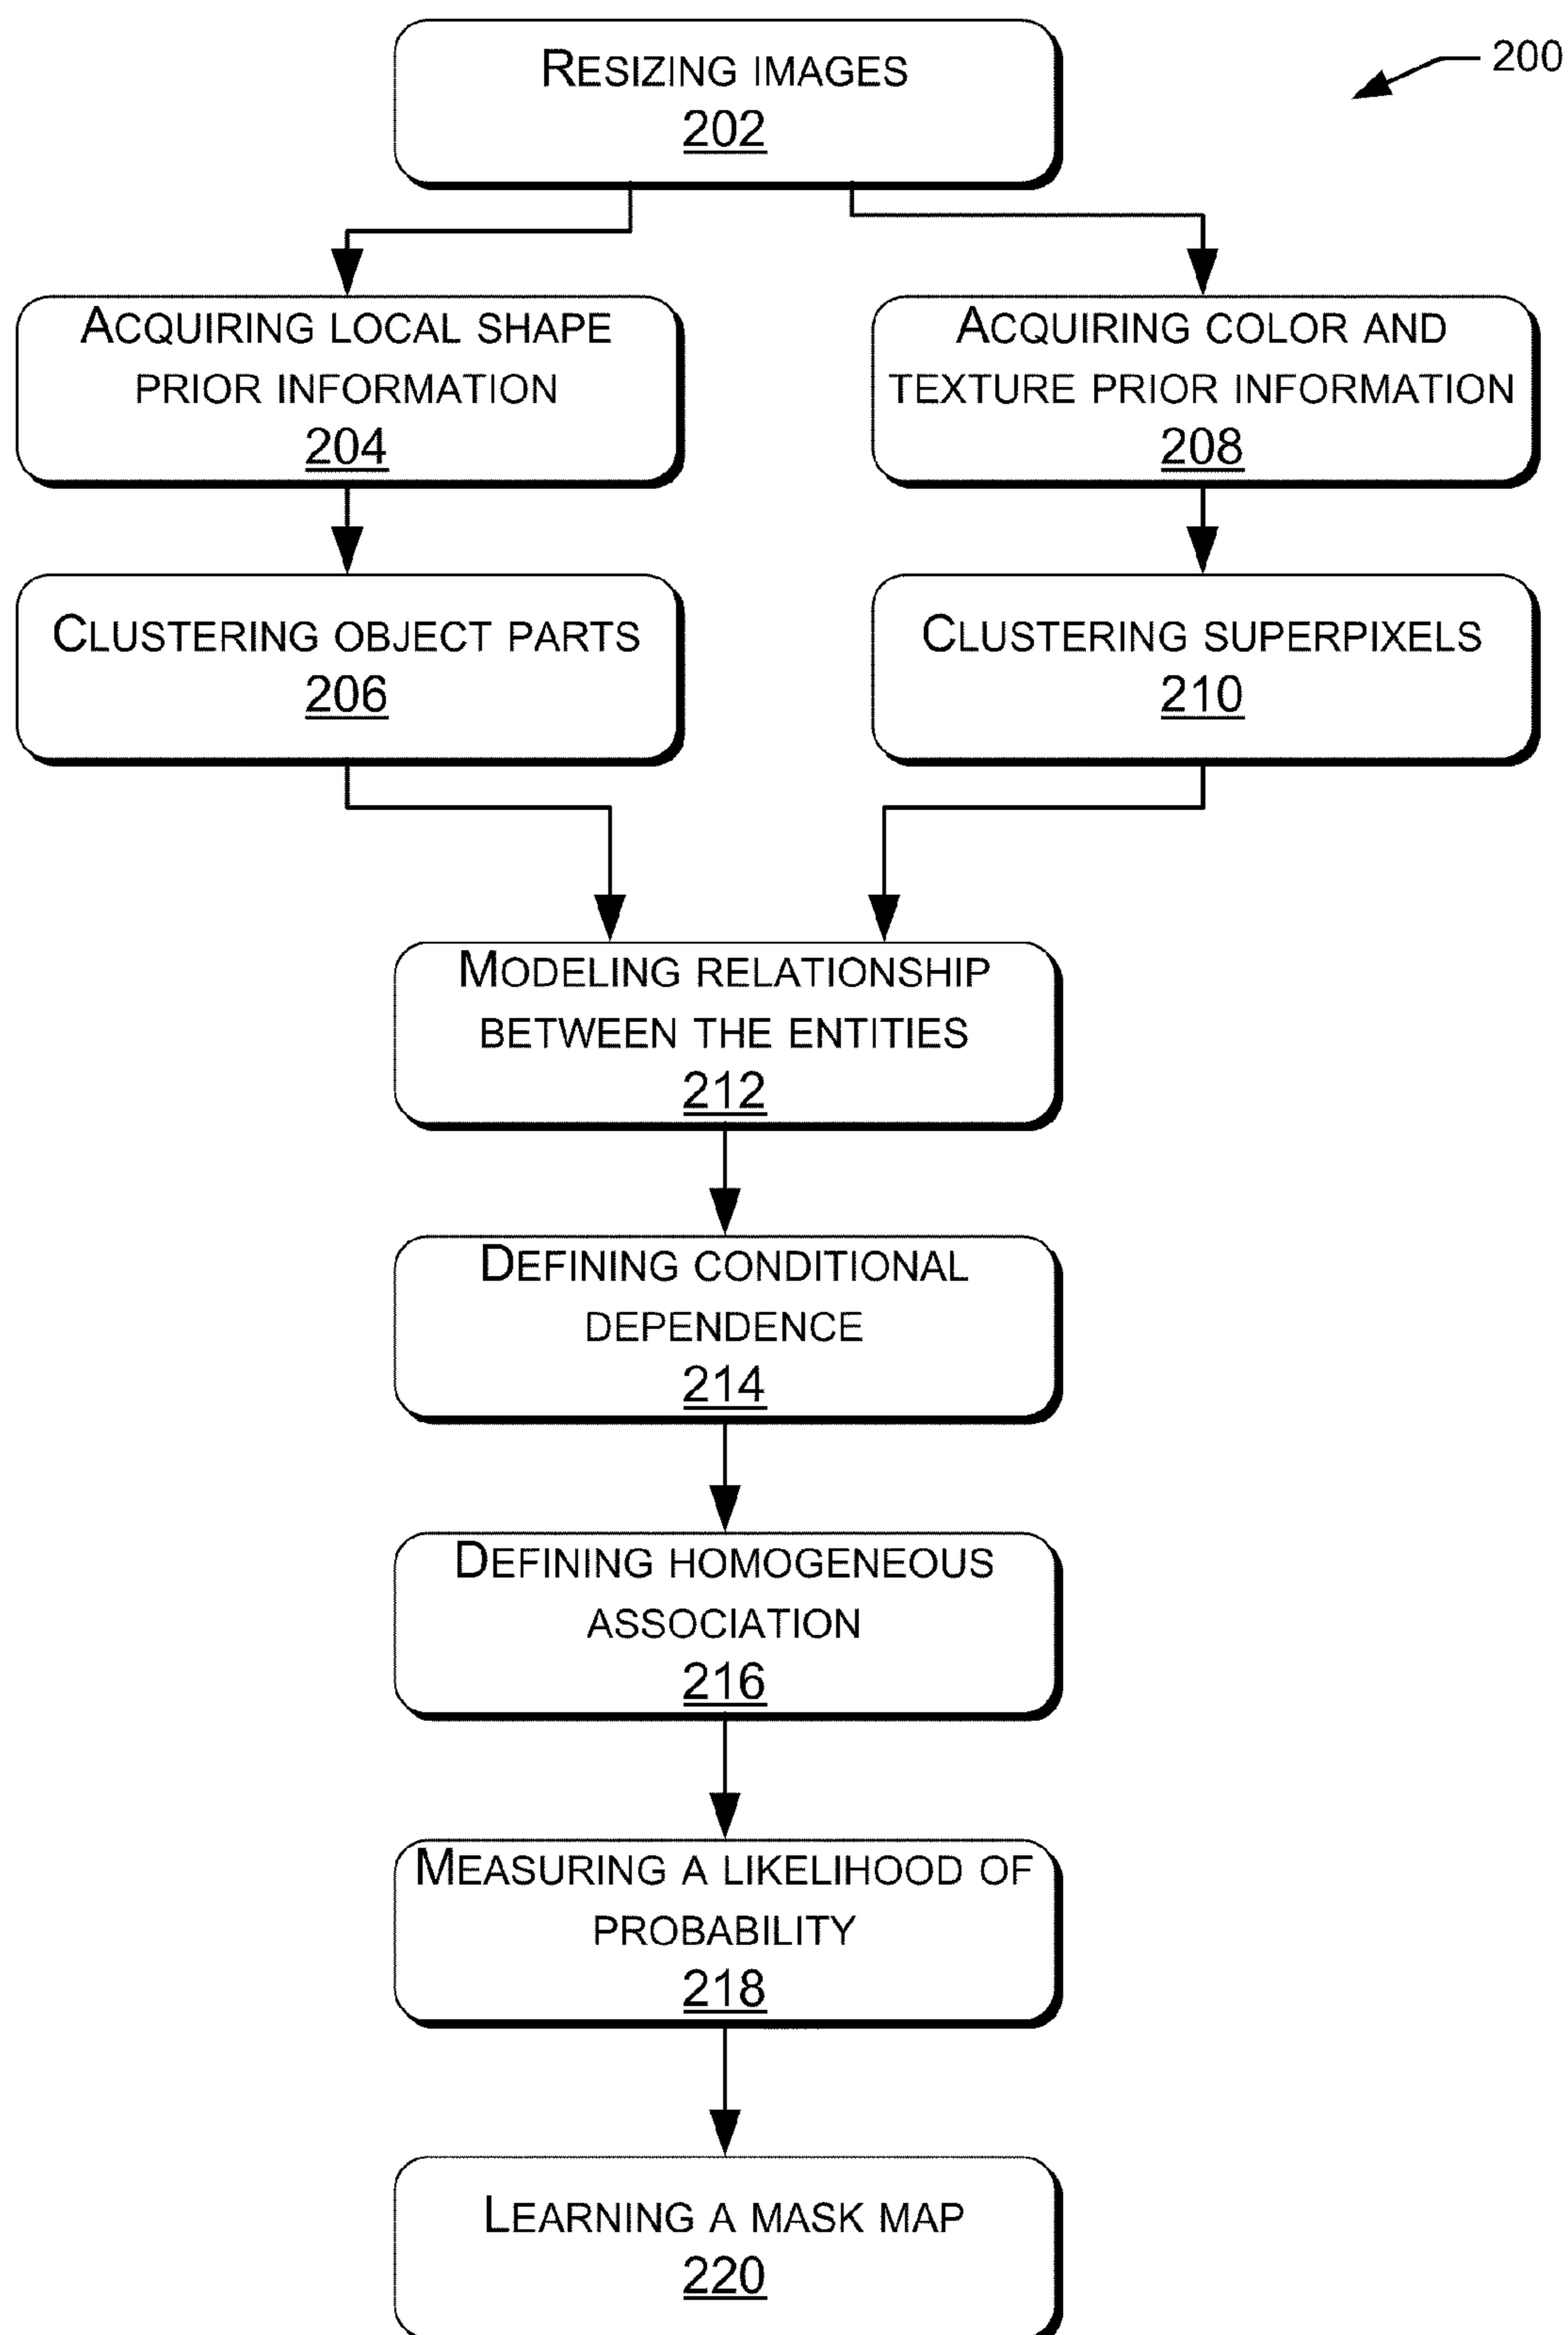 RESIZING IMAGES
202
200
ACQUIRING LOCAL SHAPE
PRIOR INFORMATION
204
ACQUIRING COLOR AND
TEXTURE PRIOR INFORMATION
208
CLUSTERING OBJECT PARTS
206
CLUSTERING SUPERPIXELS
210
MODELING RELATIONSHIP
BETWEEN THE ENTITIES
212
DEFINING CONDITIONAL
DEPENDENCE
214
DEFINING HOMOGENEOUS
ASSOCIATION
216
MEASURING A LIKELIHOOD OF
PROBABILITY
218
LEARNING A MASK MAP
220